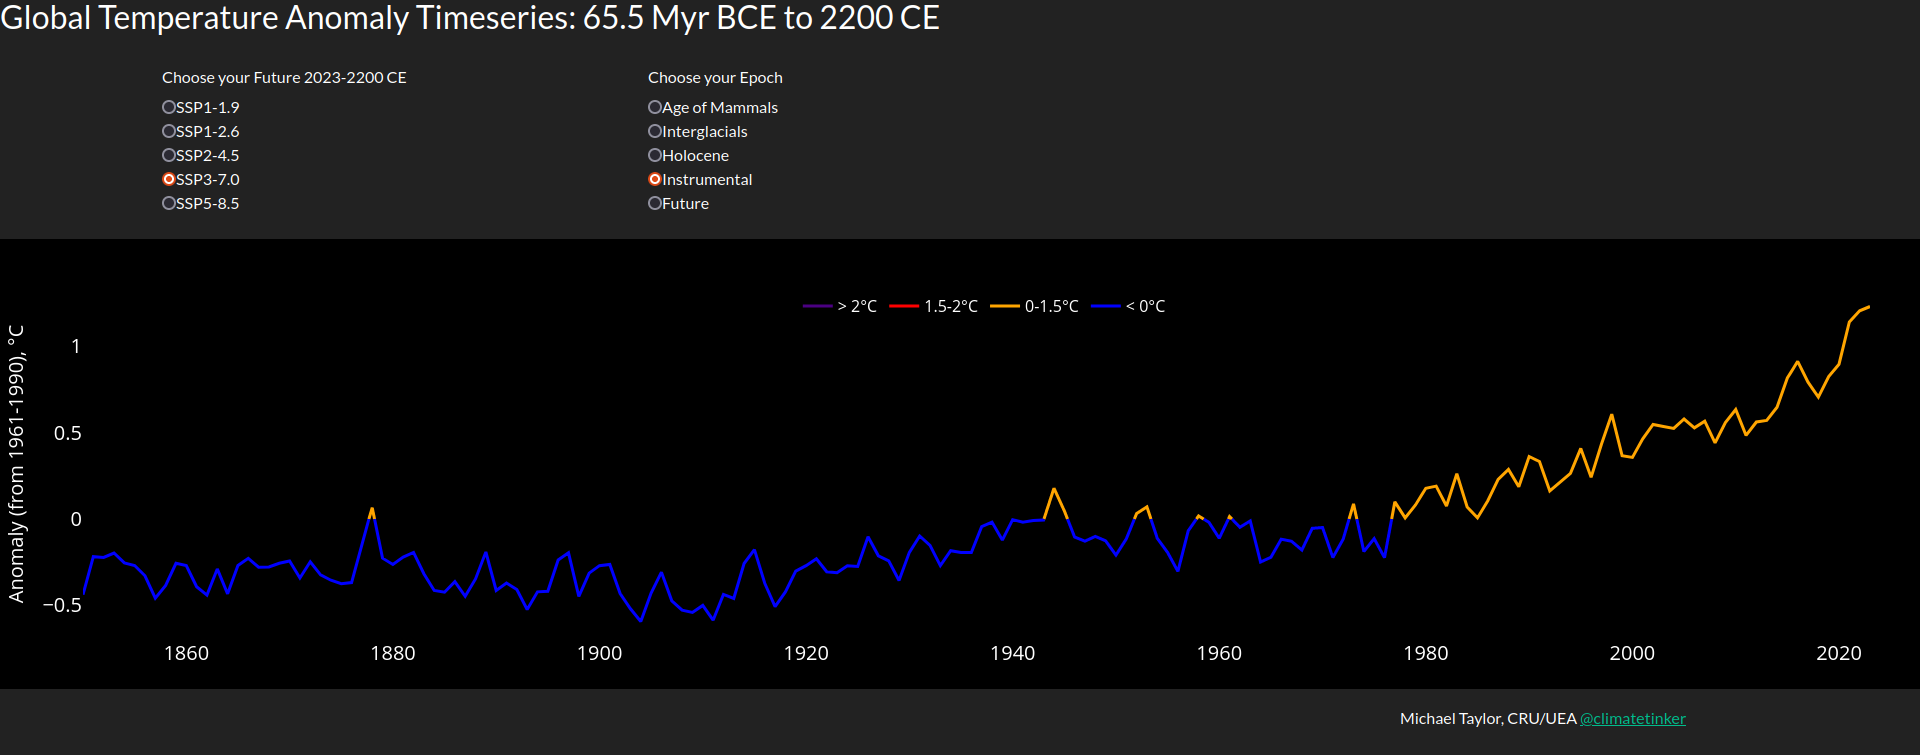 Global Temperature Anomaly Timeseries: 65.5 Myr BCE to 2200 CE
Choose your Future 2023-2200 CE
SSP1-1.9
SSP1-2.6
SSP2-4.5
SSP3-7.0
SSP5-8.5
Choose your Epoch
Age of Mammals
Interglacials
Holocene
Instrumental
Future
> 2°C 1.5-2°C 0-1.5°C < 0°C
Anomaly (from 1961-1990), °C
1
0.5
0
−0.5
1860 1880 1900 1920 1940 1960 1980 2000 2020
Michael Taylor, CRU/UEA @climatetinker